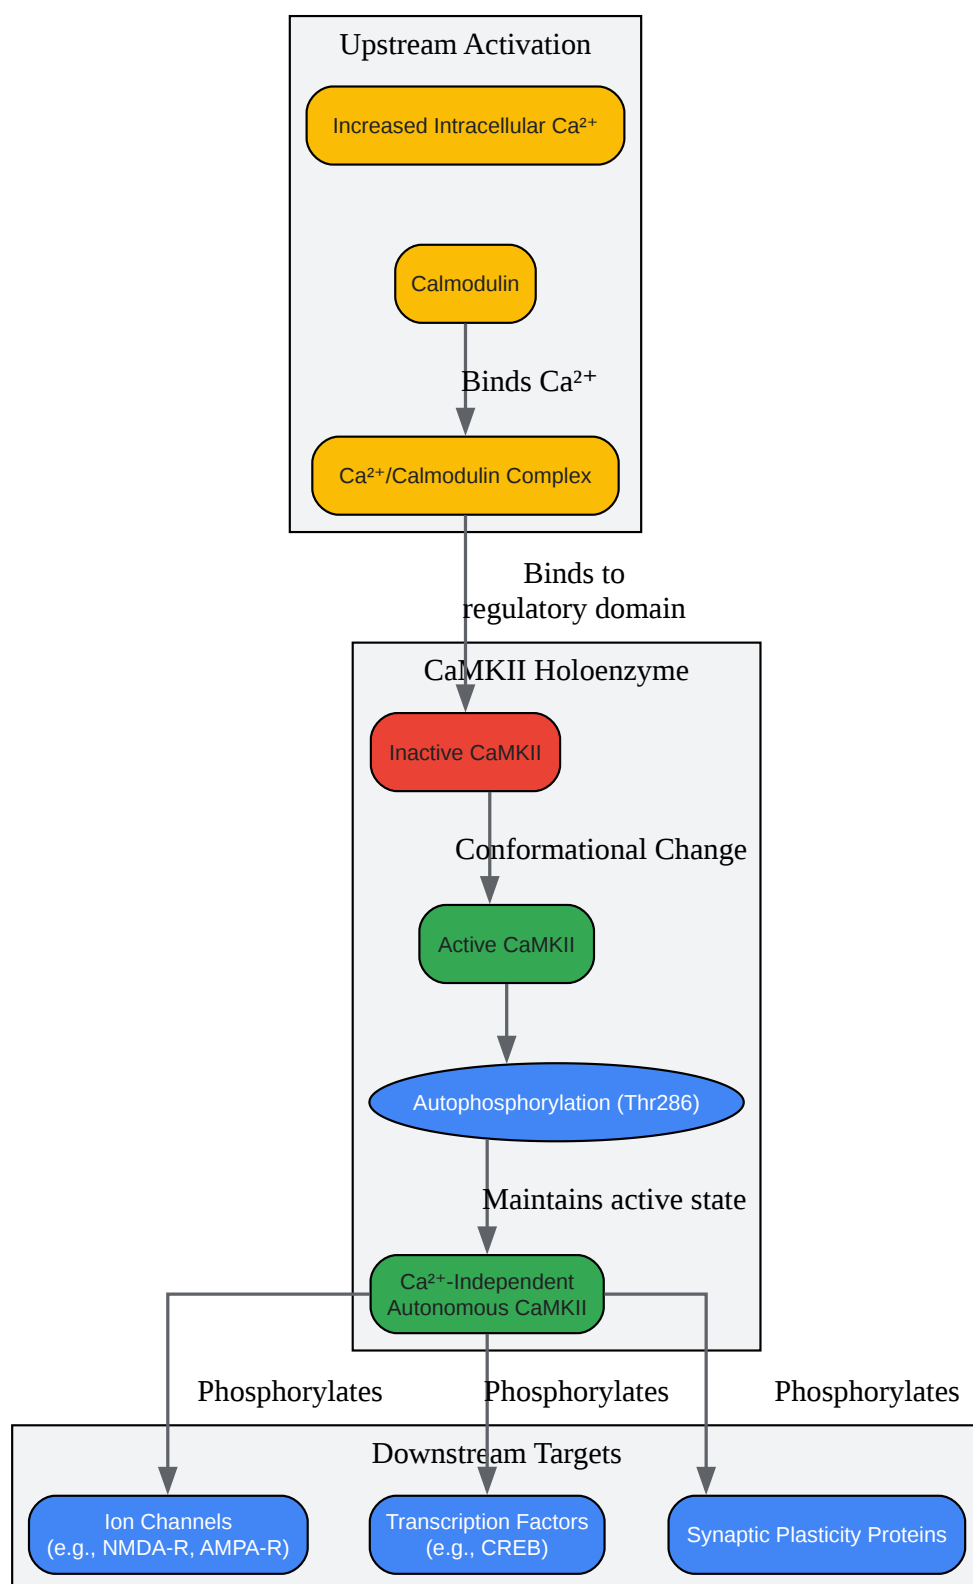 Upstream Activation
Increased Intracellular Ca²⁺
Calmodulin
Binds Ca²⁺
Ca²⁺/Calmodulin Complex
Binds to
regulatory domain
CaMKII Holoenzyme
Inactive CaMKII
Conformational Change
Active CaMKII
Autophosphorylation (Thr286)
Maintains active state
Ca²⁺-Independent
Autonomous CaMKII
Phosphorylates
Phosphorylates
Phosphorylates
Downstream Targets
Ion Channels
(e.g., NMDA-R, AMPA-R)
Transcription Factors
(e.g., CREB)
Synaptic Plasticity Proteins